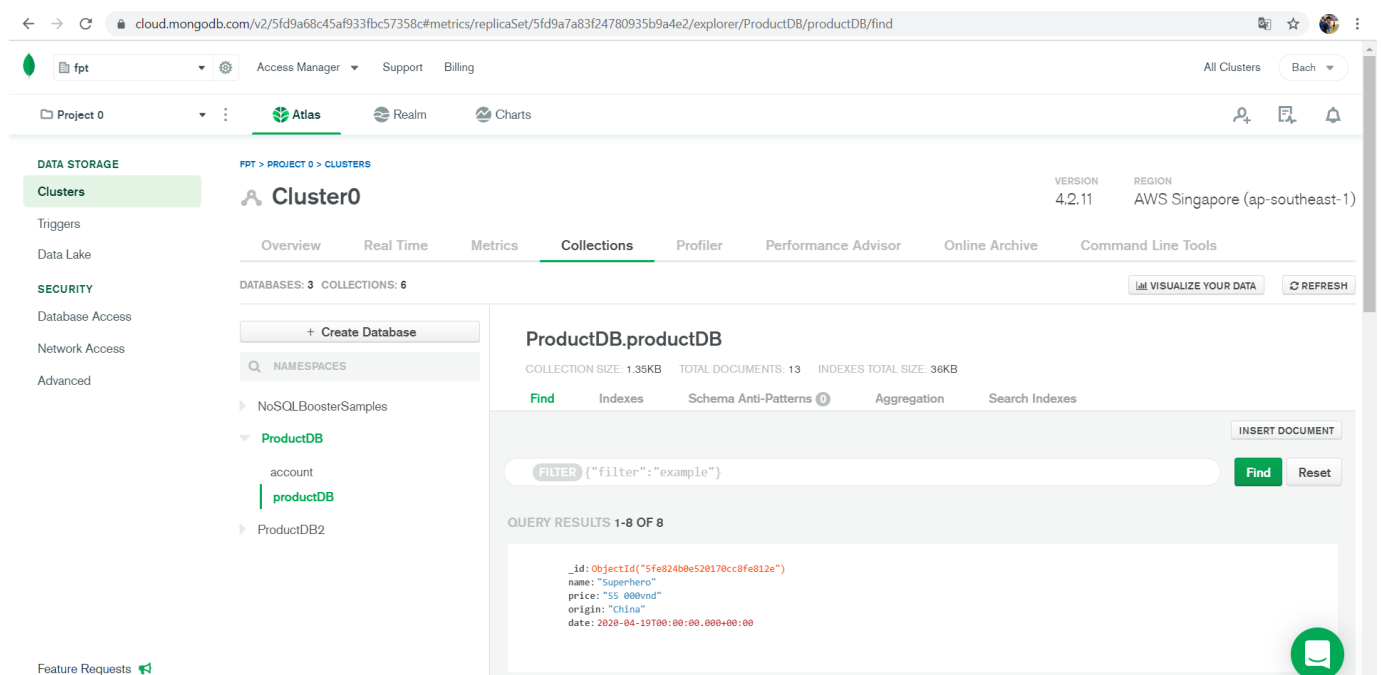 cloud.mongodb.com/v2/5fd9a68c45af933fbc57358c#metrics/replicaSet/5fd9a7a83f24780935b9a4e2/explorer/ProductDB/productDB/find
fpt Access Manager Support Billing All Clusters Bach
Project 0 Atlas Realm Charts
DATA STORAGE
Clusters
Triggers
Data Lake
SECURITY
Database Access
Network Access
Advanced
Feature Requests
FPT > PROJECT 0 > CLUSTERS
Cluster0
VERSION
4.2.11
REGION
AWS Singapore (ap-southeast-1)
Overview Real Time Metrics Collections Profiler Performance Advisor Online Archive Command Line Tools
DATABASES: 3 COLLECTIONS: 6
VISUALIZE YOUR DATA REFRESH
+ Create Database
NAMESPACES
NoSQLBoosterSamples
ProductDB
account
productDB
ProductDB2
ProductDB.productDB
COLLECTION SIZE: 1.35KB TOTAL DOCUMENTS: 13 INDEXES TOTAL SIZE: 36KB
Find Indexes Schema Anti-Patterns 0 Aggregation Search Indexes
INSERT DOCUMENT
FILTER {"filter":"example"} Find Reset
QUERY RESULTS 1-8 OF 8
_id: ObjectId("5fe824b0e520170cc8fe812e")
name: "Superhero"
price: "55 000vnd"
origin: "China"
date: 2020-04-19T00:00:00.000+00:00